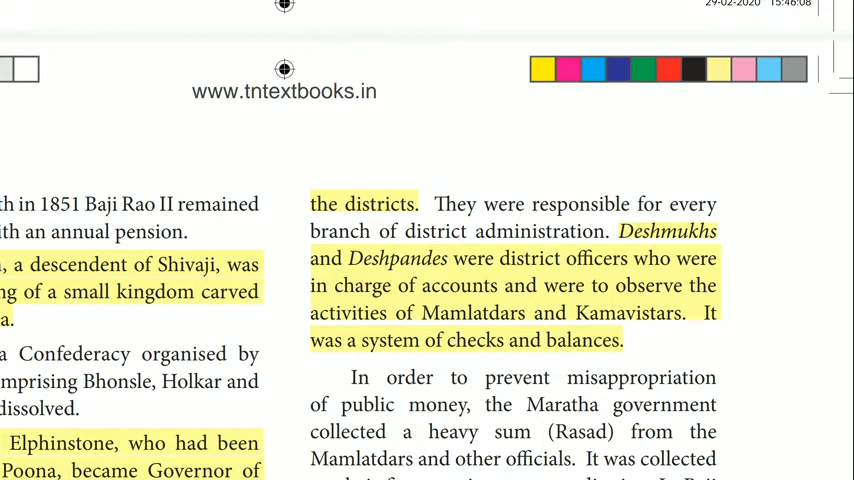 29-02-2020 15:46:08
www.tntextbooks.in
th in 1851 Baji Rao II remained
ith an annual pension.
, a descendent of Shivaji, was
ng of a small kingdom carved
a.
a Confederacy organised by
mprising Bhonsle, Holkar and
dissolved.
Elphinstone, who had been
Poona, became Governor of
the districts. They were responsible for every
branch of district administration. Deshmukhs
and Deshpandes were district officers who were
in charge of accounts and were to observe the
activities of Mamlatdars and Kamavistars. It
was a system of checks and balances.
In order to prevent misappropriation
of public money, the Maratha government
collected a heavy sum (Rasad) from the
Mamlatdars and other officials. It was collected